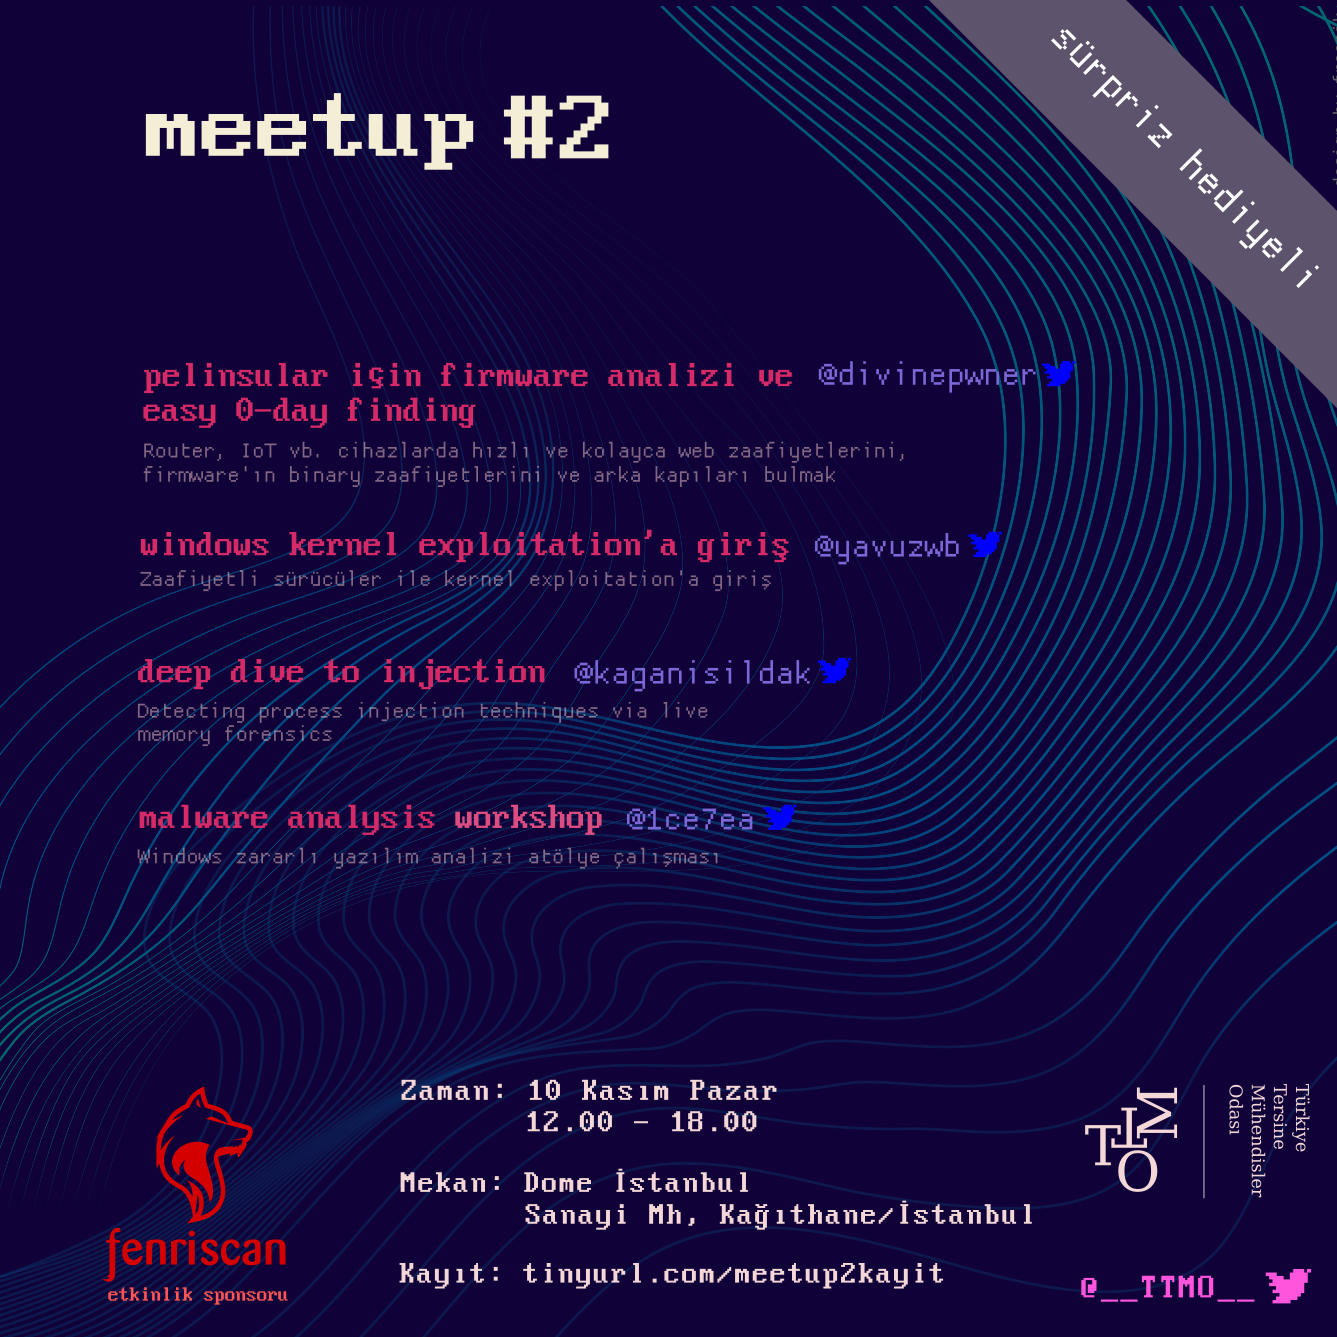 meetup #2
sürpriz hediyeli
pelinsular için firmware analizi ve @divinepwner
easy 0-day finding
Router, IoT vb. cihazlarda hızlı ve kolayca web zaafiyetlerini,
firmware'ın binary zaafiyetlerini ve arka kapıları bulmak
windows kernel exploitation'a giriş @yavuzwb
Zaafiyetli sürücüler ile kernel exploitation'a giriş
deep dive to injection @kaganisildak
Detecting process injection techniques via live
memory forensics
malware analysis workshop @1ce7ea
Windows zararlı yazılım analizi atölye çalışması
Zaman: 10 Kasım Pazar
12.00 - 18.00
Mekan: Dome İstanbul
Sanayi Mh, Kağıthane/İstanbul
Kayıt: tinyurl.com/meetup2kayit
fenriscan
etkinlik sponsoru
TTMO
Türkiye
Tersine
Mühendisler
Odası
@__TTMO__